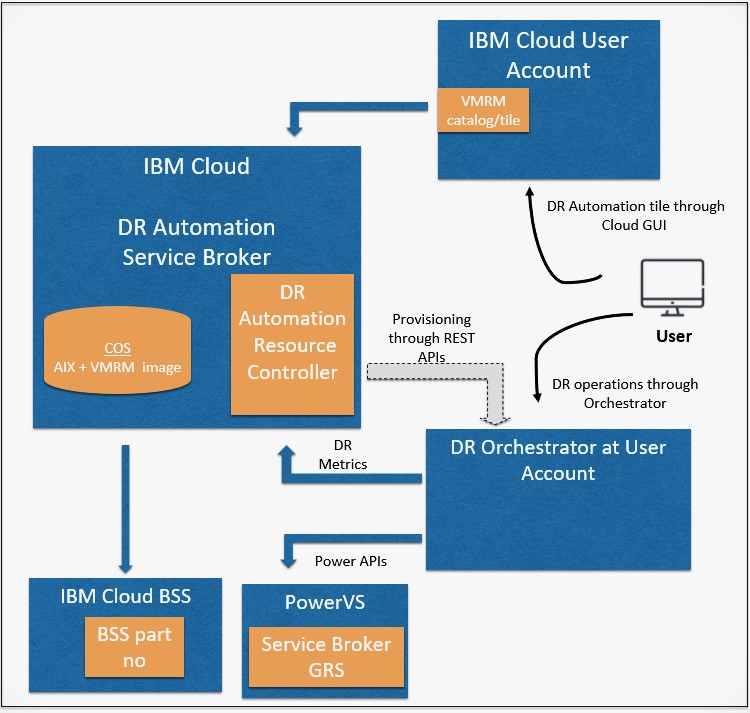 IBM Cloud User
Account
VMRM
catalog/tile
IBM Cloud
DR Automation
Service Broker
DR
Automation
Resource
Controller
COS
AIX + VMRM image
DR Automation tile through
Cloud GUI
User
Provisioning
through REST
APIs
DR operations through
Orchestrator
DR Orchestrator at User
Account
DR
Metrics
Power APIs
IBM Cloud BSS
BSS part
no
PowerVS
Service Broker
GRS